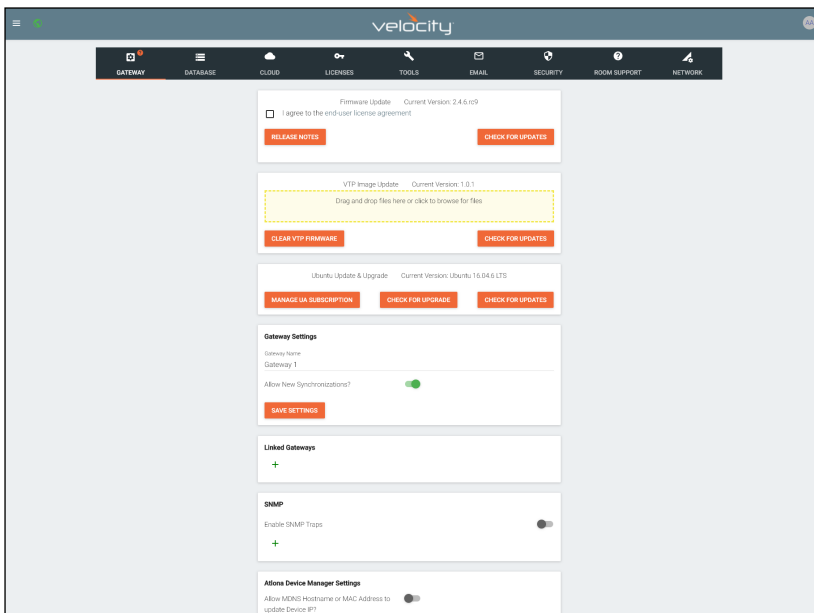 velocity
AA
GATEWAY DATABASE CLOUD LICENSES TOOLS EMAIL SECURITY ROOM SUPPORT NETWORK
Firmware Update Current Version: 2.4.6.rc9
I agree to the end-user license agreement
RELEASE NOTES CHECK FOR UPDATES
VTP Image Update Current Version: 1.0.1
Drag and drop files here or click to browse for files
CLEAR VTP FIRMWARE CHECK FOR UPDATES
Ubuntu Update & Upgrade Current Version: Ubuntu 16.04.6 LTS
MANAGE UA SUBSCRIPTION CHECK FOR UPGRADE CHECK FOR UPDATES
Gateway Settings
Gateway Name
Gateway 1
Allow New Synchronizations?
SAVE SETTINGS
Linked Gateways
+
SNMP
Enable SNMP Traps
+
Atlona Device Manager Settings
Allow MDNS Hostname or MAC Address to
update Device IP?